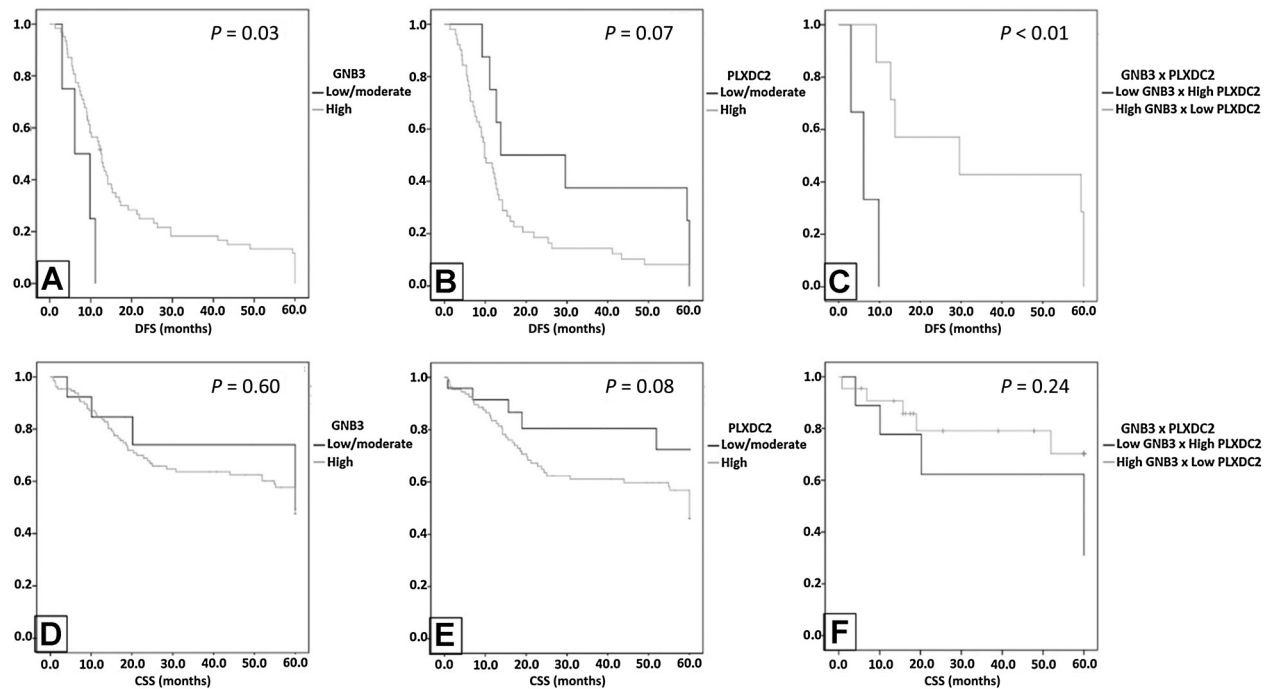 P = 0.03
GNB3
Low/moderate
High
1.0
0.8
0.6
0.4
0.2
0.0
A
0.0 10.0 20.0 30.0 40.0 50.0 60.0
DFS (months)
P = 0.07
PLXDC2
Low/moderate
High
1.0
0.8
0.6
0.4
0.2
0.0
B
0.0 10.0 20.0 30.0 40.0 50.0 60.0
DFS (months)
P < 0.01
GNB3 x PLXDC2
Low GNB3 x High PLXDC2
High GNB3 x Low PLXDC2
1.0
0.8
0.6
0.4
0.2
0.0
C
0.0 10.0 20.0 30.0 40.0 50.0 60.0
DFS (months)
P = 0.60
GNB3
Low/moderate
High
1.0
0.8
0.6
0.4
0.2
0.0
D
0.0 10.0 20.0 30.0 40.0 50.0 60.0
CSS (months)
P = 0.08
PLXDC2
Low/moderate
High
1.0
0.8
0.6
0.4
0.2
0.0
E
0.0 10.0 20.0 30.0 40.0 50.0 60.0
CSS (months)
P = 0.24
GNB3 x PLXDC2
Low GNB3 x High PLXDC2
High GNB3 x Low PLXDC2
1.0
0.8
0.6
0.4
0.2
0.0
F
0.0 10.0 20.0 30.0 40.0 50.0 60.0
CSS (months)